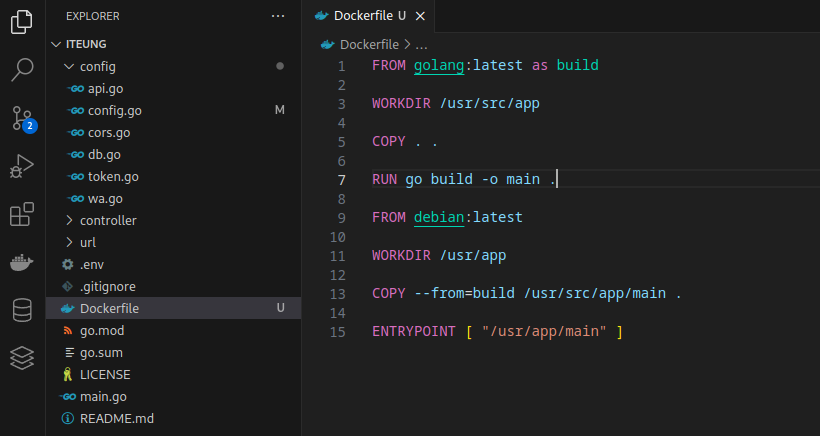 EXPLORER
ITEUNG
config
api.go
config.go M
cors.go
db.go
token.go
wa.go
controller
url
.env
.gitignore
Dockerfile U
go.mod
go.sum
LICENSE
main.go
README.md
2
Dockerfile U
Dockerfile > ...
1 FROM golang:latest as build
2
3 WORKDIR /usr/src/app
4
5 COPY . .
6
7 RUN go build -o main .
8
9 FROM debian:latest
10
11 WORKDIR /usr/app
12
13 COPY --from=build /usr/src/app/main .
14
15 ENTRYPOINT [ "/usr/app/main" ]